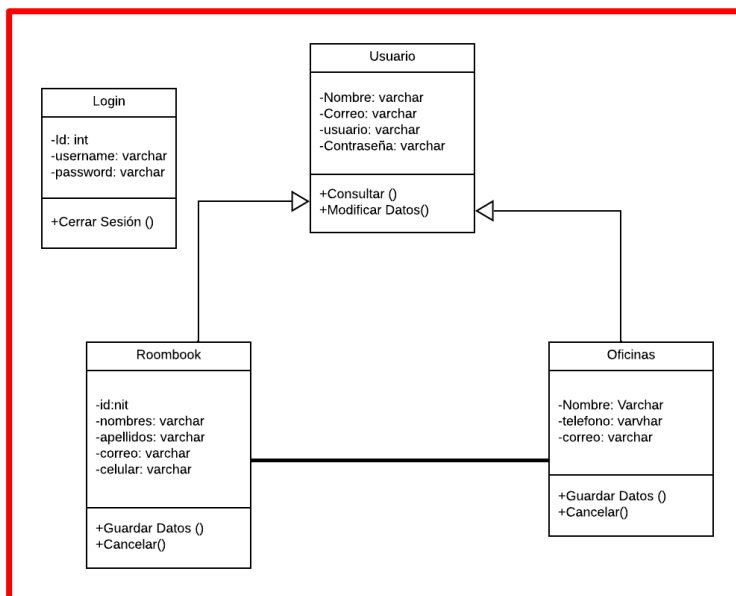 Usuario
-Nombre: varchar
-Correo: varchar
-usuario: varchar
-Contraseña: varchar
+Consultar ()
+Modificar Datos()
Login
-Id: int
-username: varchar
-password: varchar
+Cerrar Sesión ()
Roombook
-id:nit
-nombres: varchar
-apellidos: varchar
-correo: varchar
-celular: varchar
+Guardar Datos ()
+Cancelar()
Oficinas
-Nombre: Varchar
-telefono: varvhar
-correo: varchar
+Guardar Datos ()
+Cancelar()